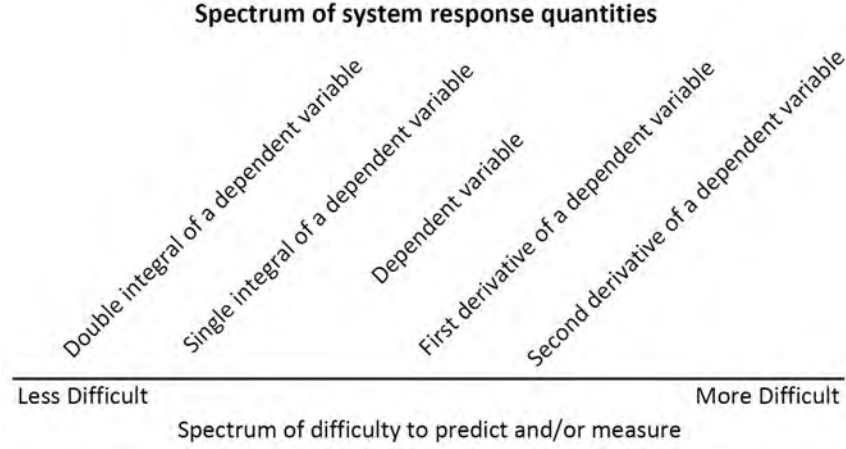 Spectrum of system response quantities
Double integral of a dependent variable
Single integral of a dependent variable
Dependent variable
First derivative of a dependent variable
Second derivative of a dependent variable
Less Difficult
More Difficult
Spectrum of difficulty to predict and/or measure